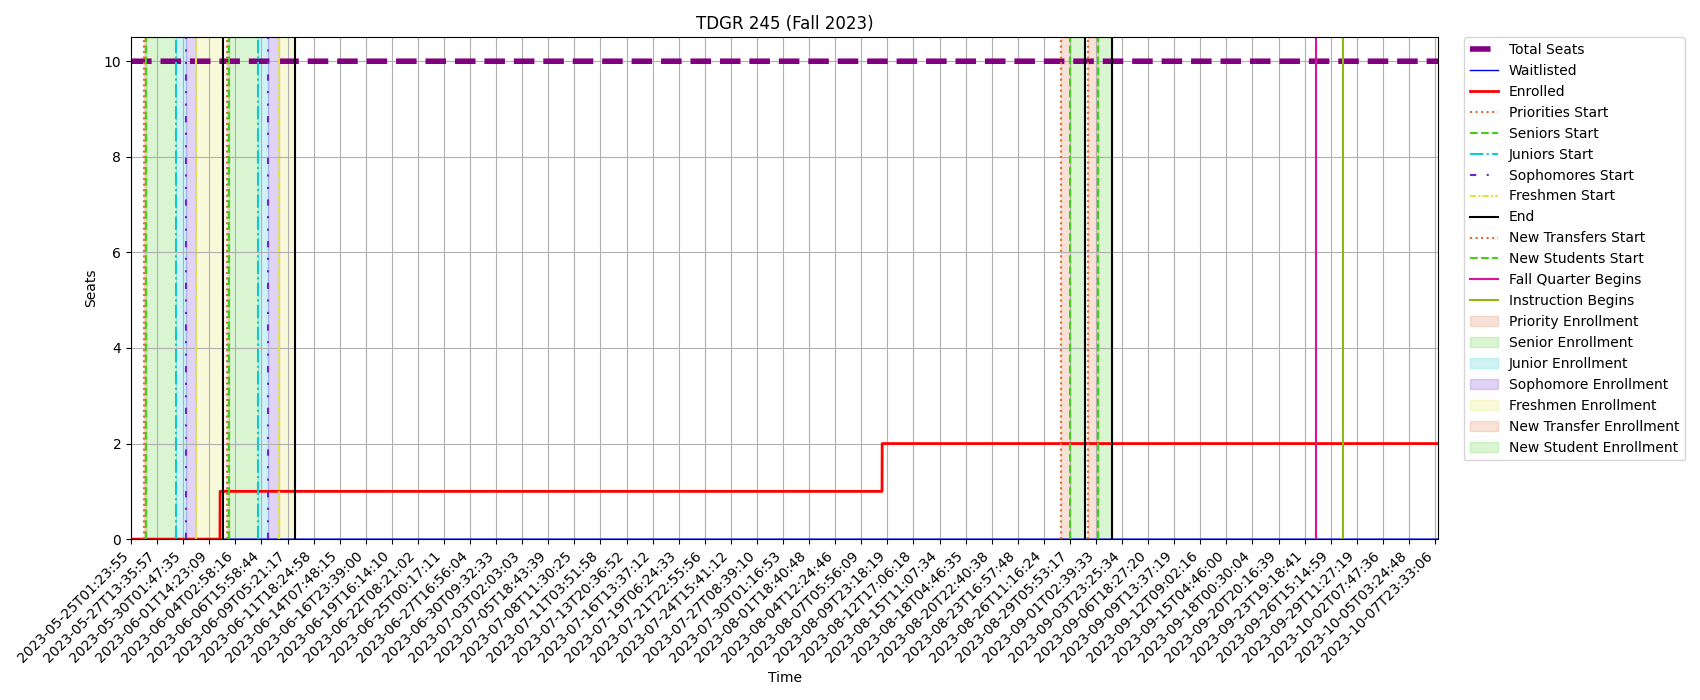 TDGR 245 (Fall 2023)
10
8
6
4
2
0
Seats
2023-05-25T01:23:55
2023-05-27T13:35:57
2023-05-30T01:47:35
2023-06-01T14:23:09
2023-06-04T02:58:16
2023-06-06T15:58:44
2023-06-09T05:21:17
2023-06-11T18:24:58
2023-06-14T07:48:15
2023-06-16T23:39:00
2023-06-19T16:14:10
2023-06-22T08:21:02
2023-06-25T00:17:11
2023-06-27T16:56:04
2023-06-30T09:32:33
2023-07-03T02:03:03
2023-07-05T18:43:39
2023-07-08T11:30:25
2023-07-11T03:51:58
2023-07-13T20:36:52
2023-07-16T13:37:12
2023-07-19T06:24:33
2023-07-21T22:55:56
2023-07-24T15:41:12
2023-07-27T08:39:10
2023-07-30T01:16:53
2023-08-01T18:40:48
2023-08-04T12:24:46
2023-08-07T05:56:09
2023-08-09T23:18:19
2023-08-12T17:06:18
2023-08-15T11:07:34
2023-08-18T04:46:35
2023-08-20T22:40:38
2023-08-23T16:57:48
2023-08-26T11:16:24
2023-08-29T05:53:17
2023-09-01T02:39:33
2023-09-03T23:25:34
2023-09-06T18:27:20
2023-09-09T13:37:19
2023-09-12T09:02:16
2023-09-15T04:46:00
2023-09-18T00:30:04
2023-09-20T20:16:39
2023-09-23T19:18:41
2023-09-26T15:14:59
2023-09-29T11:27:19
2023-10-02T07:47:36
2023-10-05T03:24:48
2023-10-07T23:33:06
Time
Total Seats
Waitlisted
Enrolled
Priorities Start
Seniors Start
Juniors Start
Sophomores Start
Freshmen Start
End
New Transfers Start
New Students Start
Fall Quarter Begins
Instruction Begins
Priority Enrollment
Senior Enrollment
Junior Enrollment
Sophomore Enrollment
Freshmen Enrollment
New Transfer Enrollment
New Student Enrollment